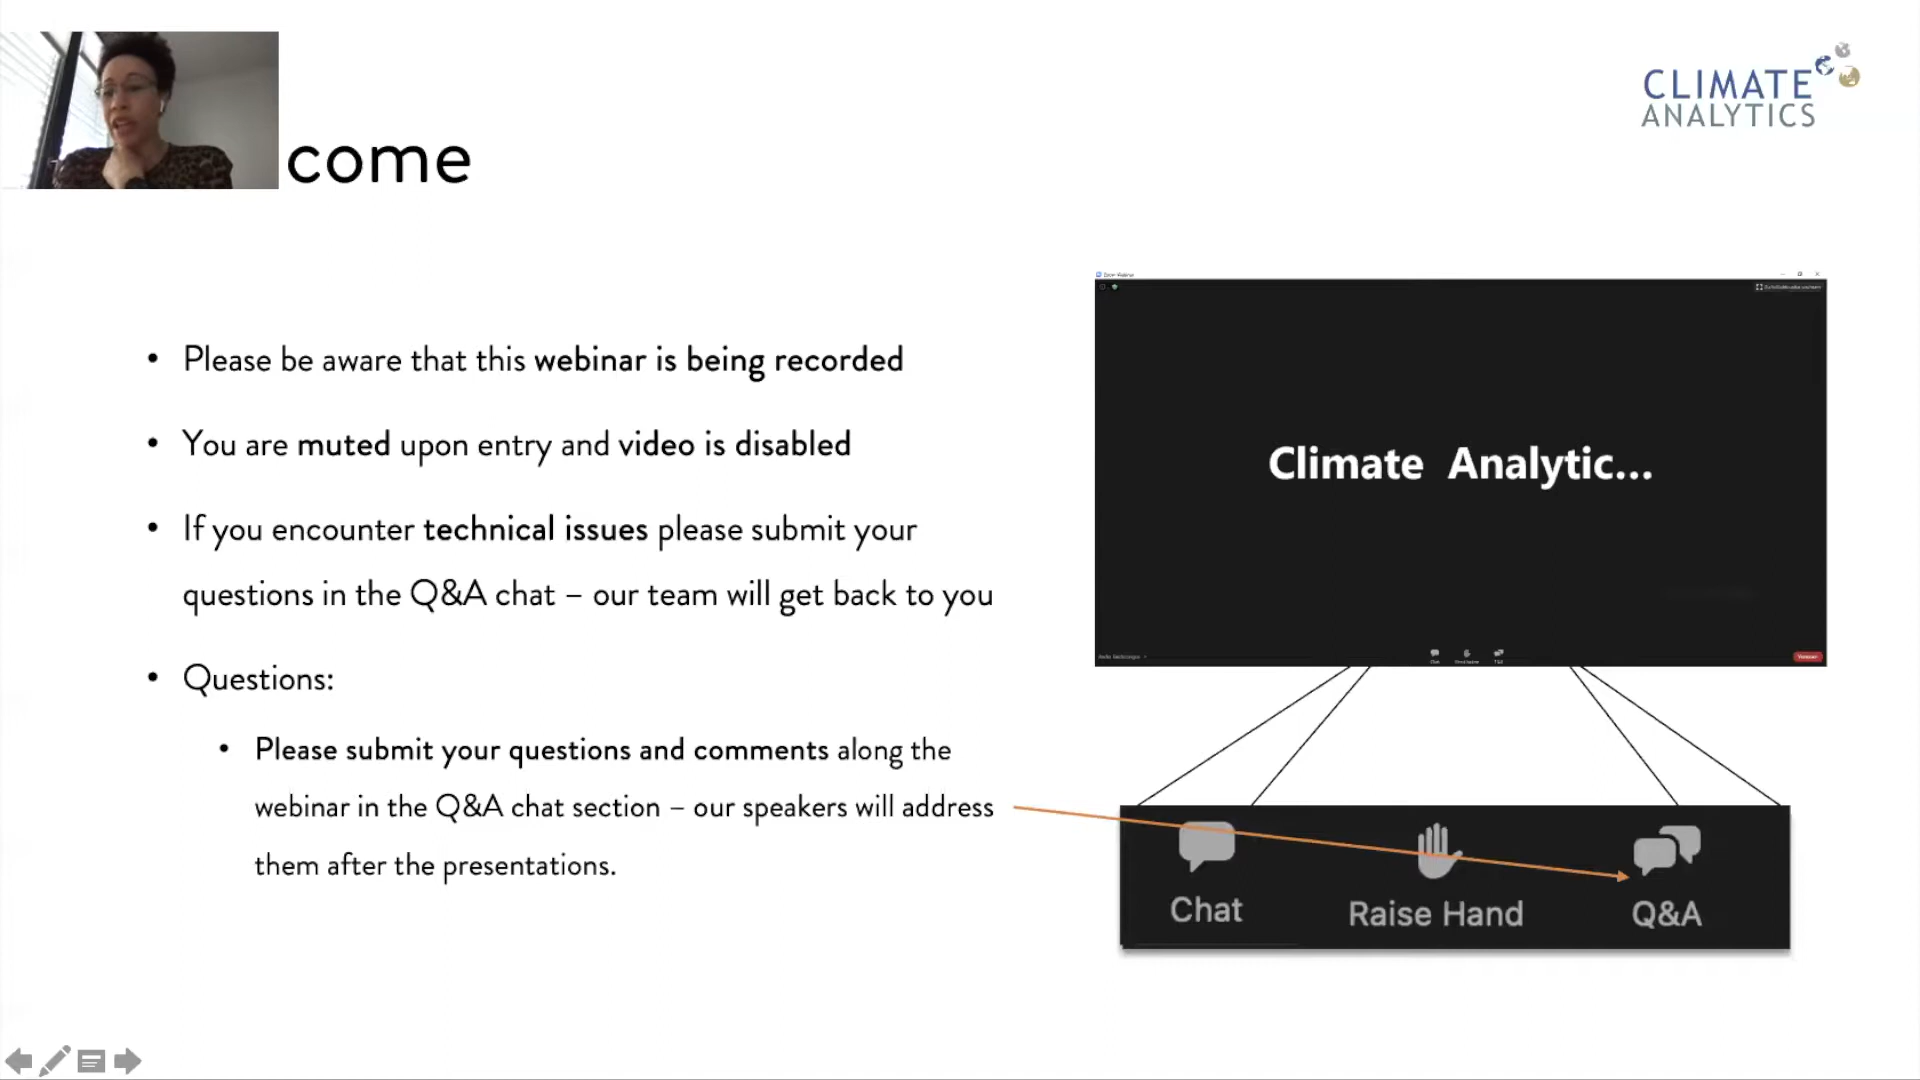 CLIMATE
ANALYTICS
come
• Please be aware that this webinar is being recorded
• You are muted upon entry and video is disabled
• If you encounter technical issues please submit your
questions in the Q&A chat – our team will get back to you
• Questions:
• Please submit your questions and comments along the
webinar in the Q&A chat section – our speakers will address
them after the presentations.
Climate Analytic...
Chat
Raise Hand
Q&A